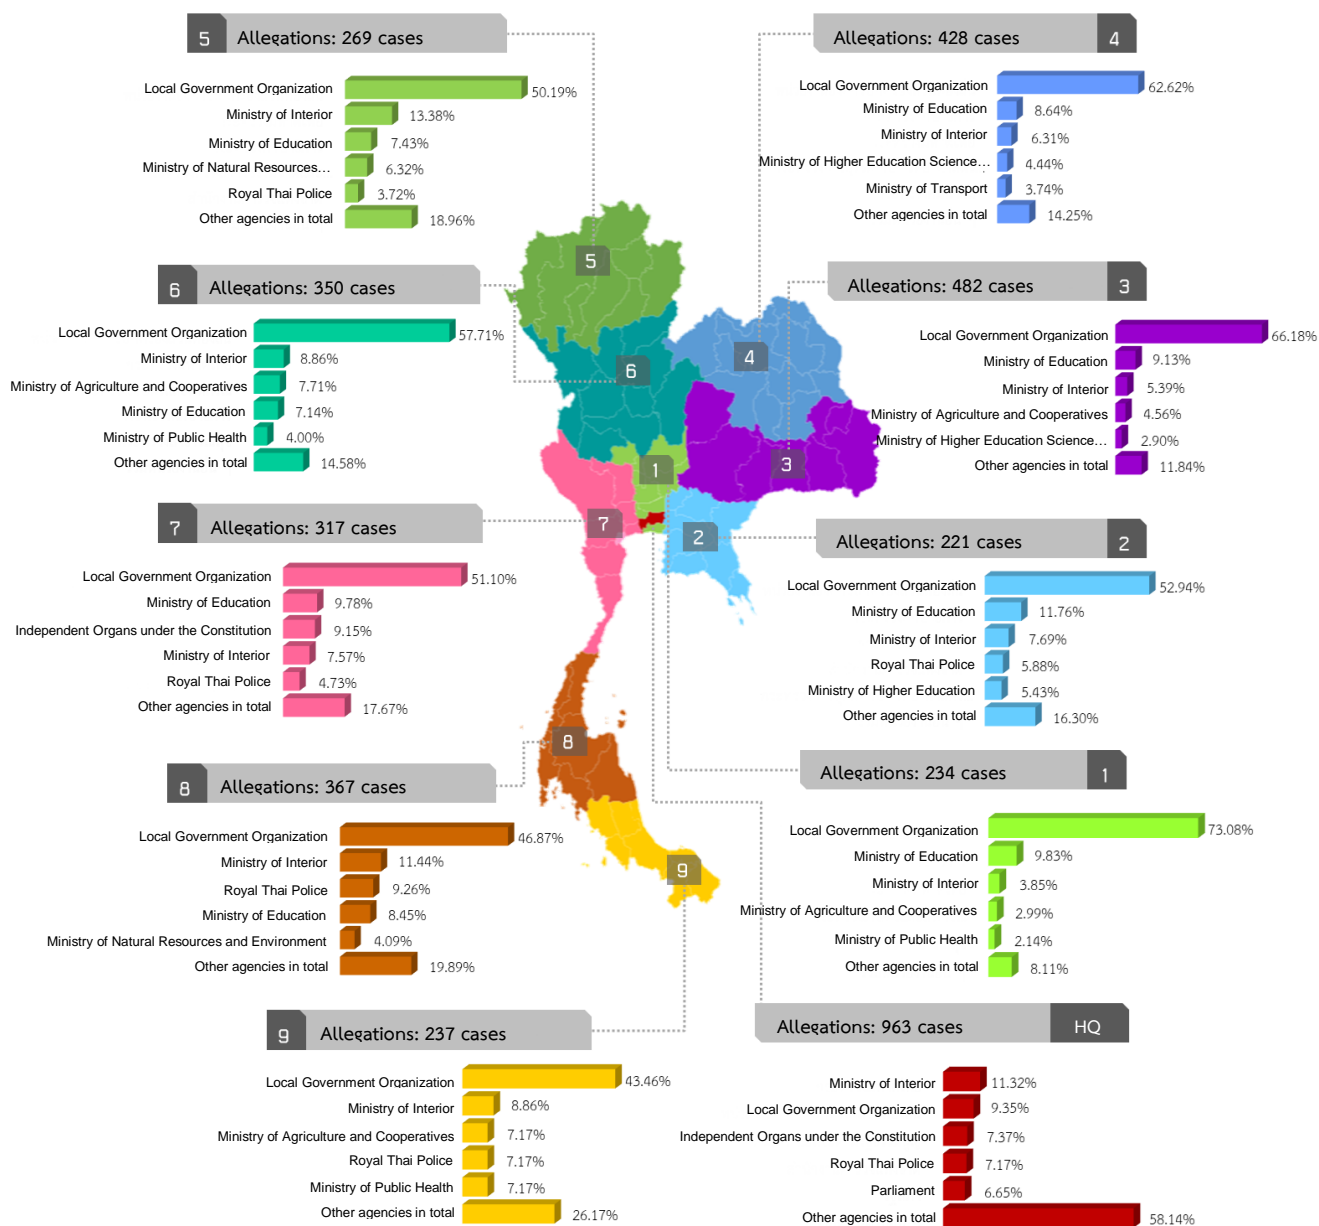 5 Allegations: 269 cases
Local Government Organization 50.19%
Ministry of Interior 13.38%
Ministry of Education 7.43%
Ministry of Natural Resources... 6.32%
Royal Thai Police 3.72%
Other agencies in total 18.96%
Allegations: 428 cases 4
Local Government Organization 62.62%
Ministry of Education 8.64%
Ministry of Interior 6.31%
Ministry of Higher Education Science... 4.44%
Ministry of Transport 3.74%
Other agencies in total 14.25%
6 Allegations: 350 cases
Local Government Organization 57.71%
Ministry of Interior 8.86%
Ministry of Agriculture and Cooperatives 7.71%
Ministry of Education 7.14%
Ministry of Public Health 4.00%
Other agencies in total 14.58%
Allegations: 482 cases 3
Local Government Organization 66.18%
Ministry of Education 9.13%
Ministry of Interior 5.39%
Ministry of Agriculture and Cooperatives 4.56%
Ministry of Higher Education Science... 2.90%
Other agencies in total 11.84%
5
4
6
3
1
7
2
8
9
7 Allegations: 317 cases
Local Government Organization 51.10%
Ministry of Education 9.78%
Independent Organs under the Constitution 9.15%
Ministry of Interior 7.57%
Royal Thai Police 4.73%
Other agencies in total 17.67%
Allegations: 221 cases 2
Local Government Organization 52.94%
Ministry of Education 11.76%
Ministry of Interior 7.69%
Royal Thai Police 5.88%
Ministry of Higher Education 5.43%
Other agencies in total 16.30%
8 Allegations: 367 cases
Local Government Organization 46.87%
Ministry of Interior 11.44%
Royal Thai Police 9.26%
Ministry of Education 8.45%
Ministry of Natural Resources and Environment 4.09%
Other agencies in total 19.89%
Allegations: 234 cases 1
Local Government Organization 73.08%
Ministry of Education 9.83%
Ministry of Interior 3.85%
Ministry of Agriculture and Cooperatives 2.99%
Ministry of Public Health 2.14%
Other agencies in total 8.11%
9 Allegations: 237 cases
Local Government Organization 43.46%
Ministry of Interior 8.86%
Ministry of Agriculture and Cooperatives 7.17%
Royal Thai Police 7.17%
Ministry of Public Health 7.17%
Other agencies in total 26.17%
Allegations: 963 cases HQ
Ministry of Interior 11.32%
Local Government Organization 9.35%
Independent Organs under the Constitution 7.37%
Royal Thai Police 7.17%
Parliament 6.65%
Other agencies in total 58.14%